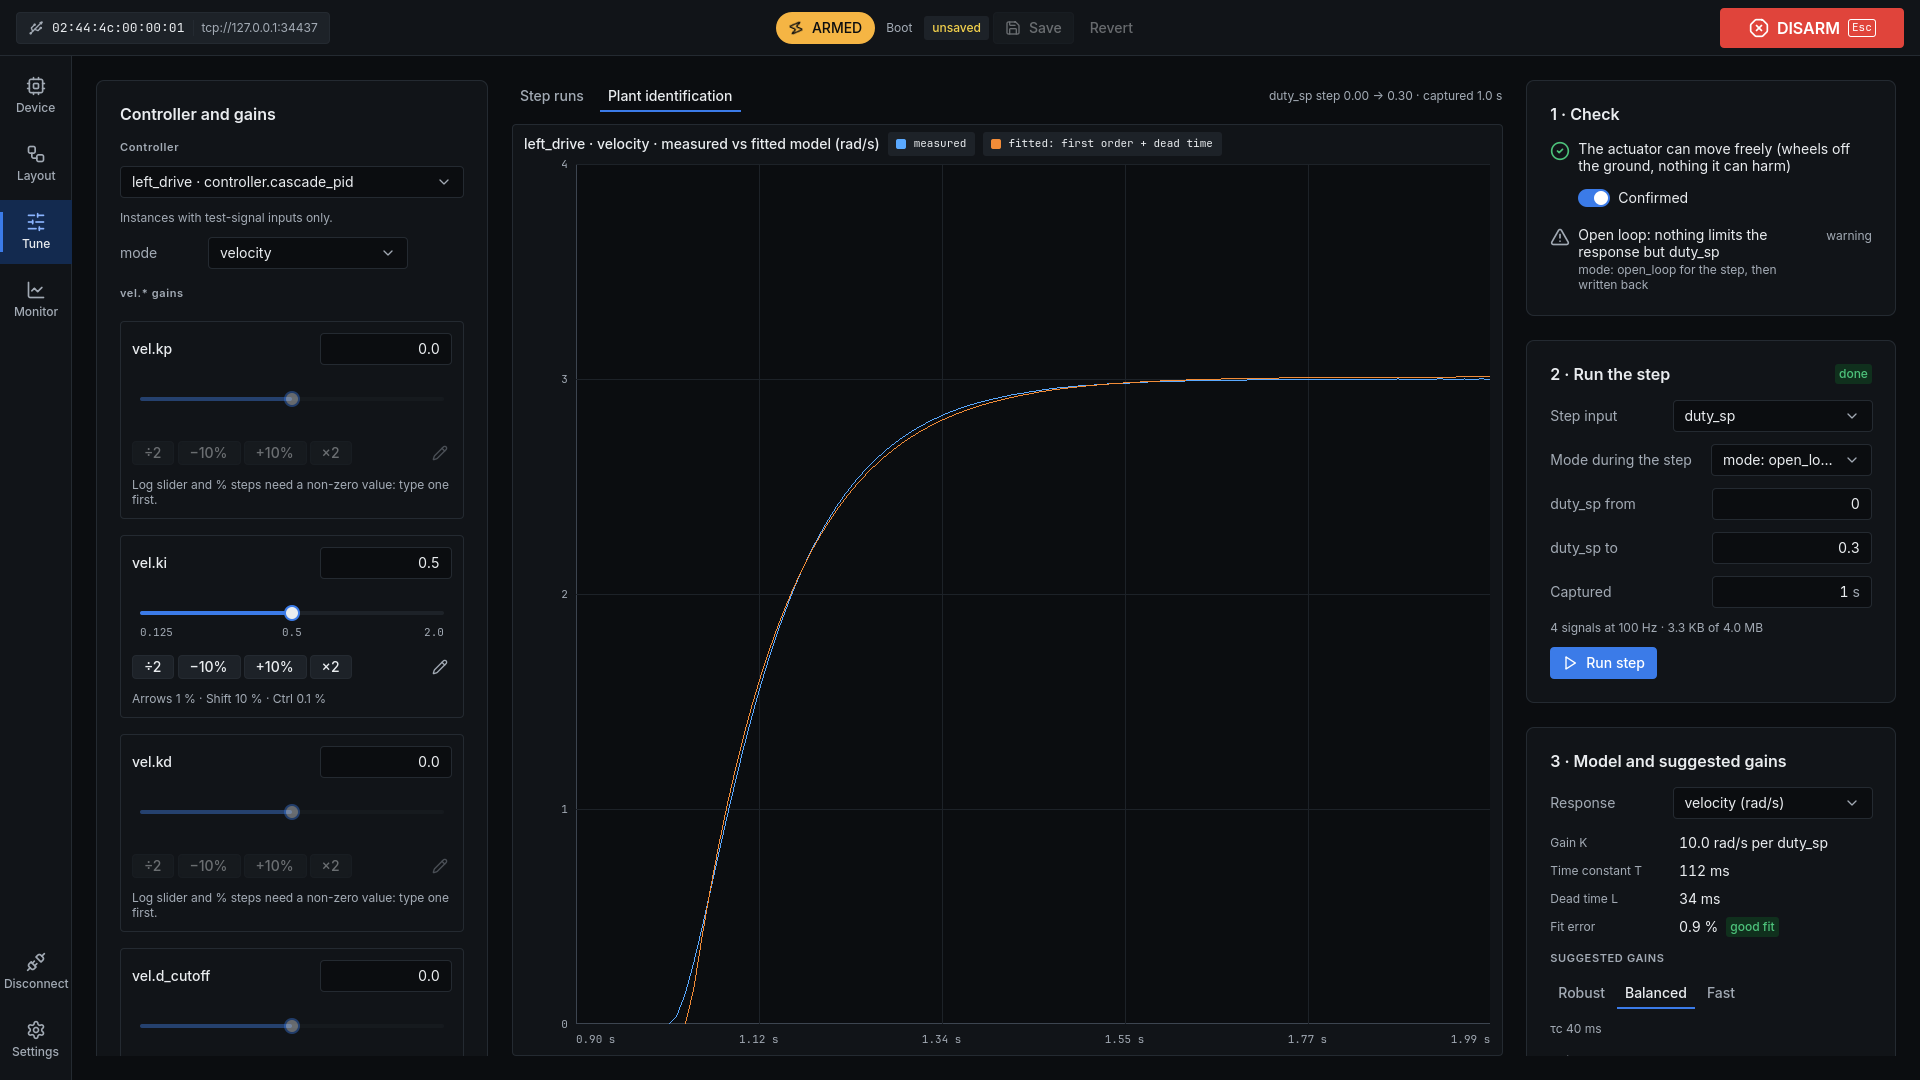 02:44:4c:00:00:01 tcp://127.0.0.1:34437
ARMED Boot unsaved Save Revert
DISARM Esc
Device
Layout
Tune
Monitor
Disconnect
Settings
Controller and gains
Controller
left_drive · controller.cascade_pid
Instances with test-signal inputs only.
mode velocity
vel.* gains
vel.kp 0.0
÷2 −10% +10% ×2
Log slider and % steps need a non-zero value: type one
first.
vel.ki 0.5
0.125 0.5 2.0
÷2 −10% +10% ×2
Arrows 1 % · Shift 10 % · Ctrl 0.1 %
vel.kd 0.0
÷2 −10% +10% ×2
Log slider and % steps need a non-zero value: type one
first.
vel.d_cutoff 0.0
Step runs Plant identification
duty_sp step 0.00 → 0.30 · captured 1.0 s
left_drive · velocity · measured vs fitted model (rad/s) measured fitted: first order + dead time
4
3
2
1
0
0.90 s 1.12 s 1.34 s 1.55 s 1.77 s 1.99 s
1 · Check
The actuator can move freely (wheels off
the ground, nothing it can harm)
Confirmed
Open loop: nothing limits the
response but duty_sp
warning
mode: open_loop for the step, then
written back
2 · Run the step done
Step input duty_sp
Mode during the step mode: open_lo...
duty_sp from 0
duty_sp to 0.3
Captured 1 s
4 signals at 100 Hz · 3.3 KB of 4.0 MB
Run step
3 · Model and suggested gains
Response velocity (rad/s)
Gain K 10.0 rad/s per duty_sp
Time constant T 112 ms
Dead time L 34 ms
Fit error 0.9 % good fit
SUGGESTED GAINS
Robust Balanced Fast
τc 40 ms